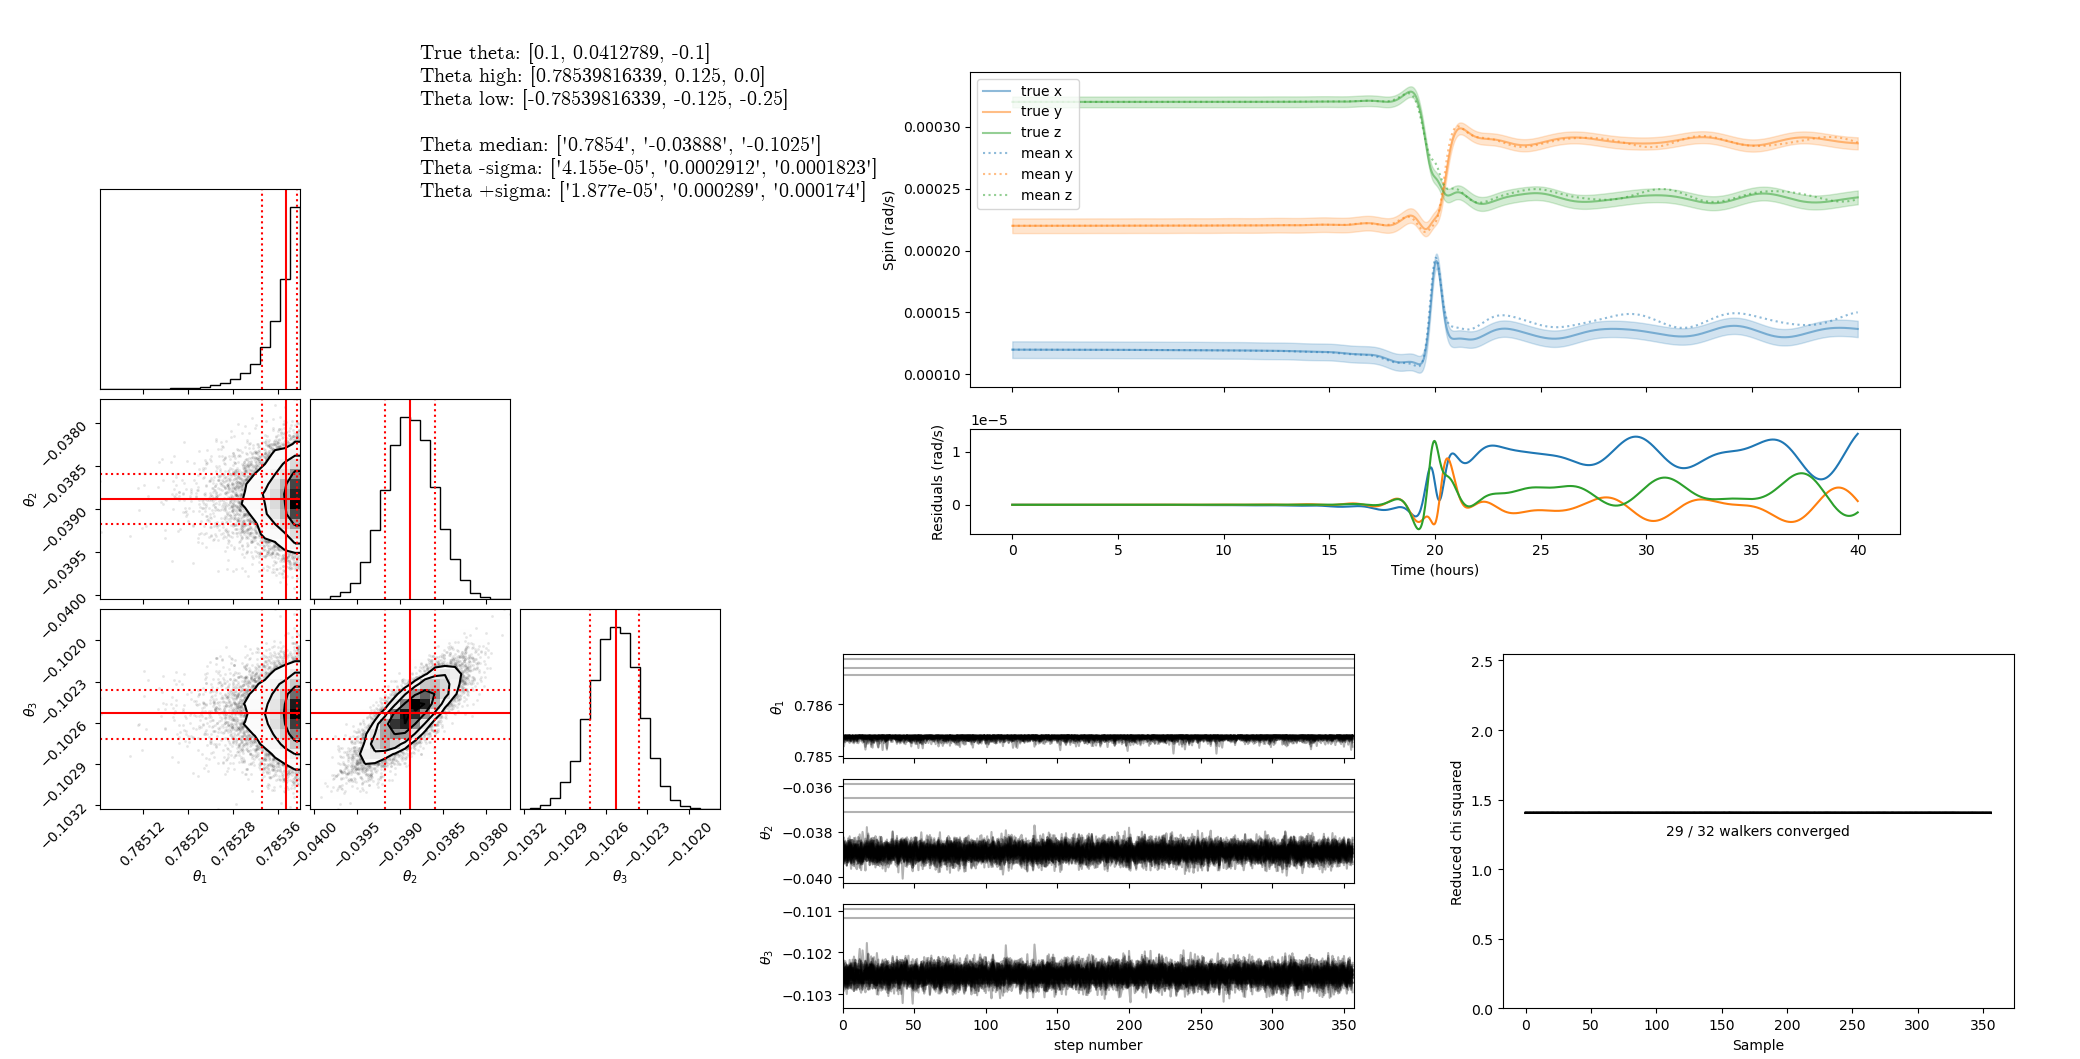 True theta: [0.1, 0.0412789, -0.1]
Theta high: [0.78539816339, 0.125, 0.0]
Theta low: [-0.78539816339, -0.125, -0.25]
Theta median: ['0.7854', '-0.03888', '-0.1025']
Theta -sigma: ['4.155e-05', '0.0002912', '0.0001823']
Theta +sigma: ['1.877e-05', '0.000289', '0.000174']
θ2
−0.0380
−0.0385
−0.0390
−0.0395
−0.0400
θ3
−0.1020
−0.1023
−0.1026
−0.1029
−0.1032
0.78512 0.78520 0.78528 0.78536
θ1
−0.0400 −0.0395 −0.0390 −0.0385 −0.0380
θ2
−0.1032 −0.1029 −0.1026 −0.1023 −0.1020
θ3
true x
true y
true z
mean x
mean y
mean z
Spin (rad/s)
0.00030
0.00025
0.00020
0.00015
0.00010
1e−5
Residuals (rad/s)
1
0
0 5 10 15 20 25 30 35 40
Time (hours)
θ1
0.786
0.785
θ2
−0.036
−0.038
−0.040
θ3
−0.101
−0.102
−0.103
0 50 100 150 200 250 300 350
step number
Reduced chi squared
2.5
2.0
1.5
1.0
0.5
0.0
29 / 32 walkers converged
0 50 100 150 200 250 300 350
Sample